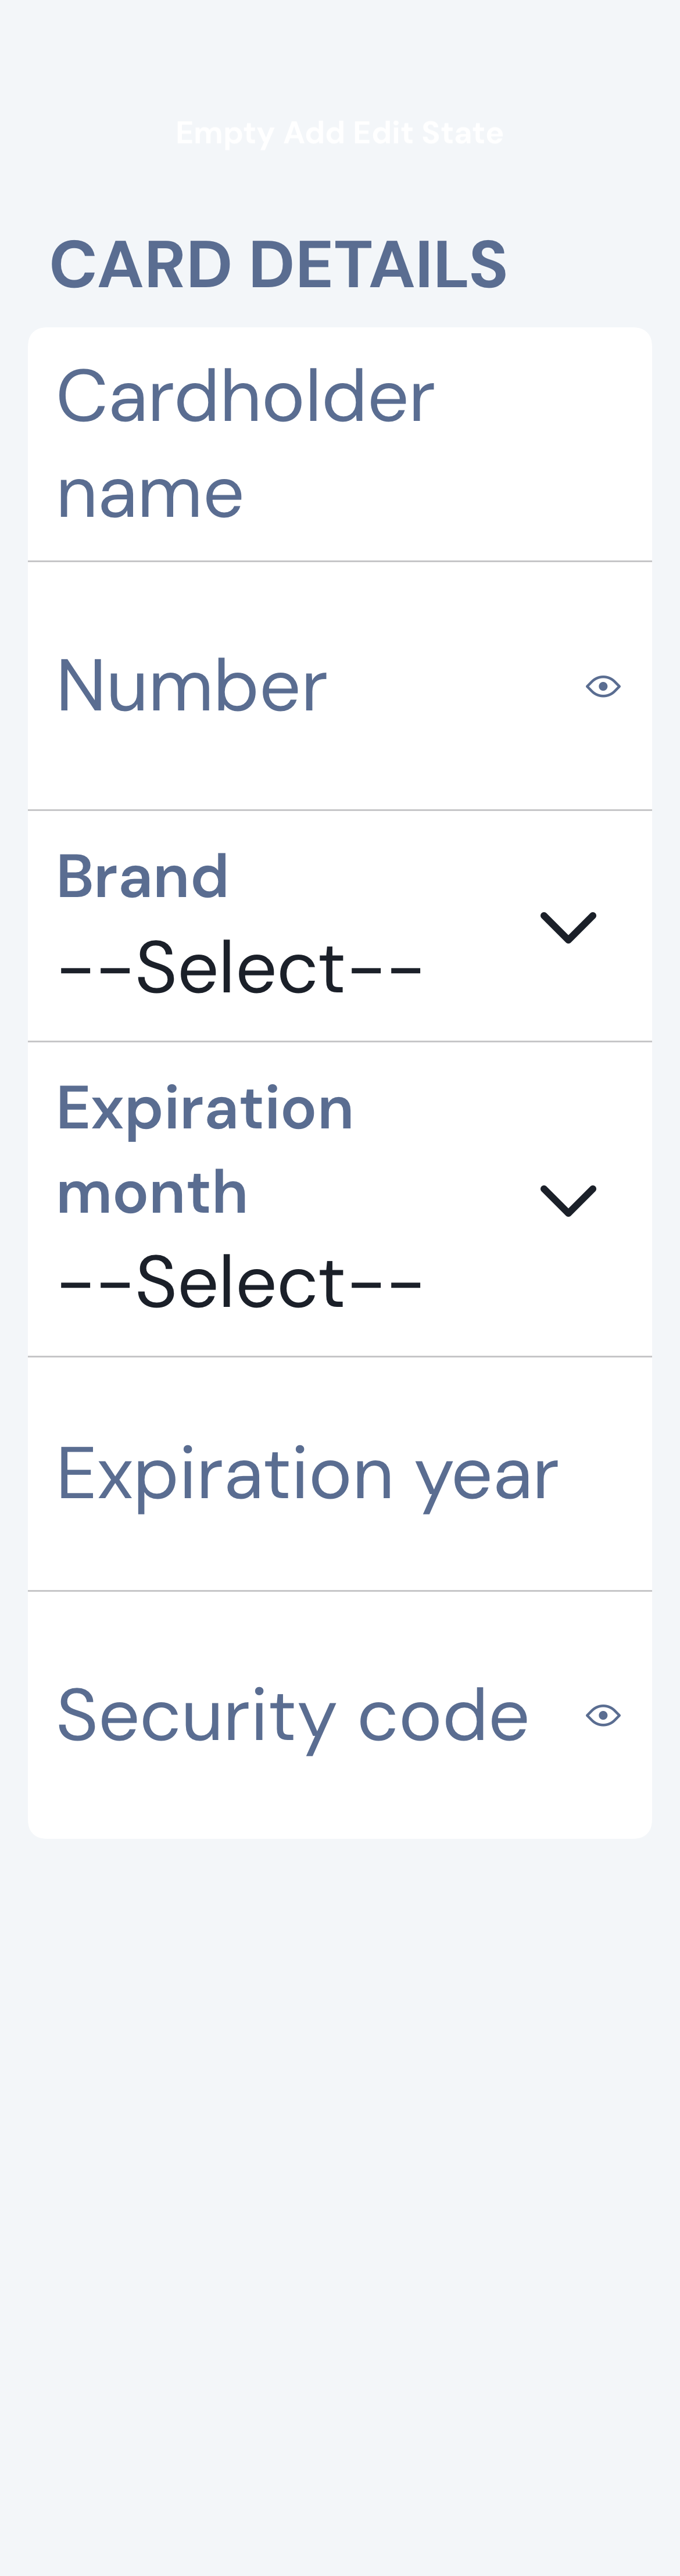 Empty Add Edit State
CARD DETAILS
Cardholder
name
Number
Brand
--Select--
Expiration
month
--Select--
Expiration year
Security code